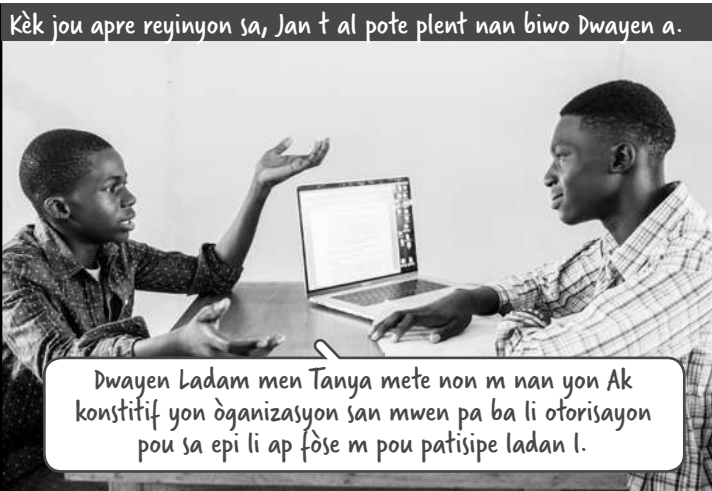 Kèk jou apre reyinyon sa, Jan t al pote plent nan biwo Dwayen a.
Dwayen Ladam men Tanya mete non m nan yon Ak
konstitif yon òganizasyon san mwen pa ba li otorisayon
pou sa epi li ap fòse m pou patisipe ladan l.